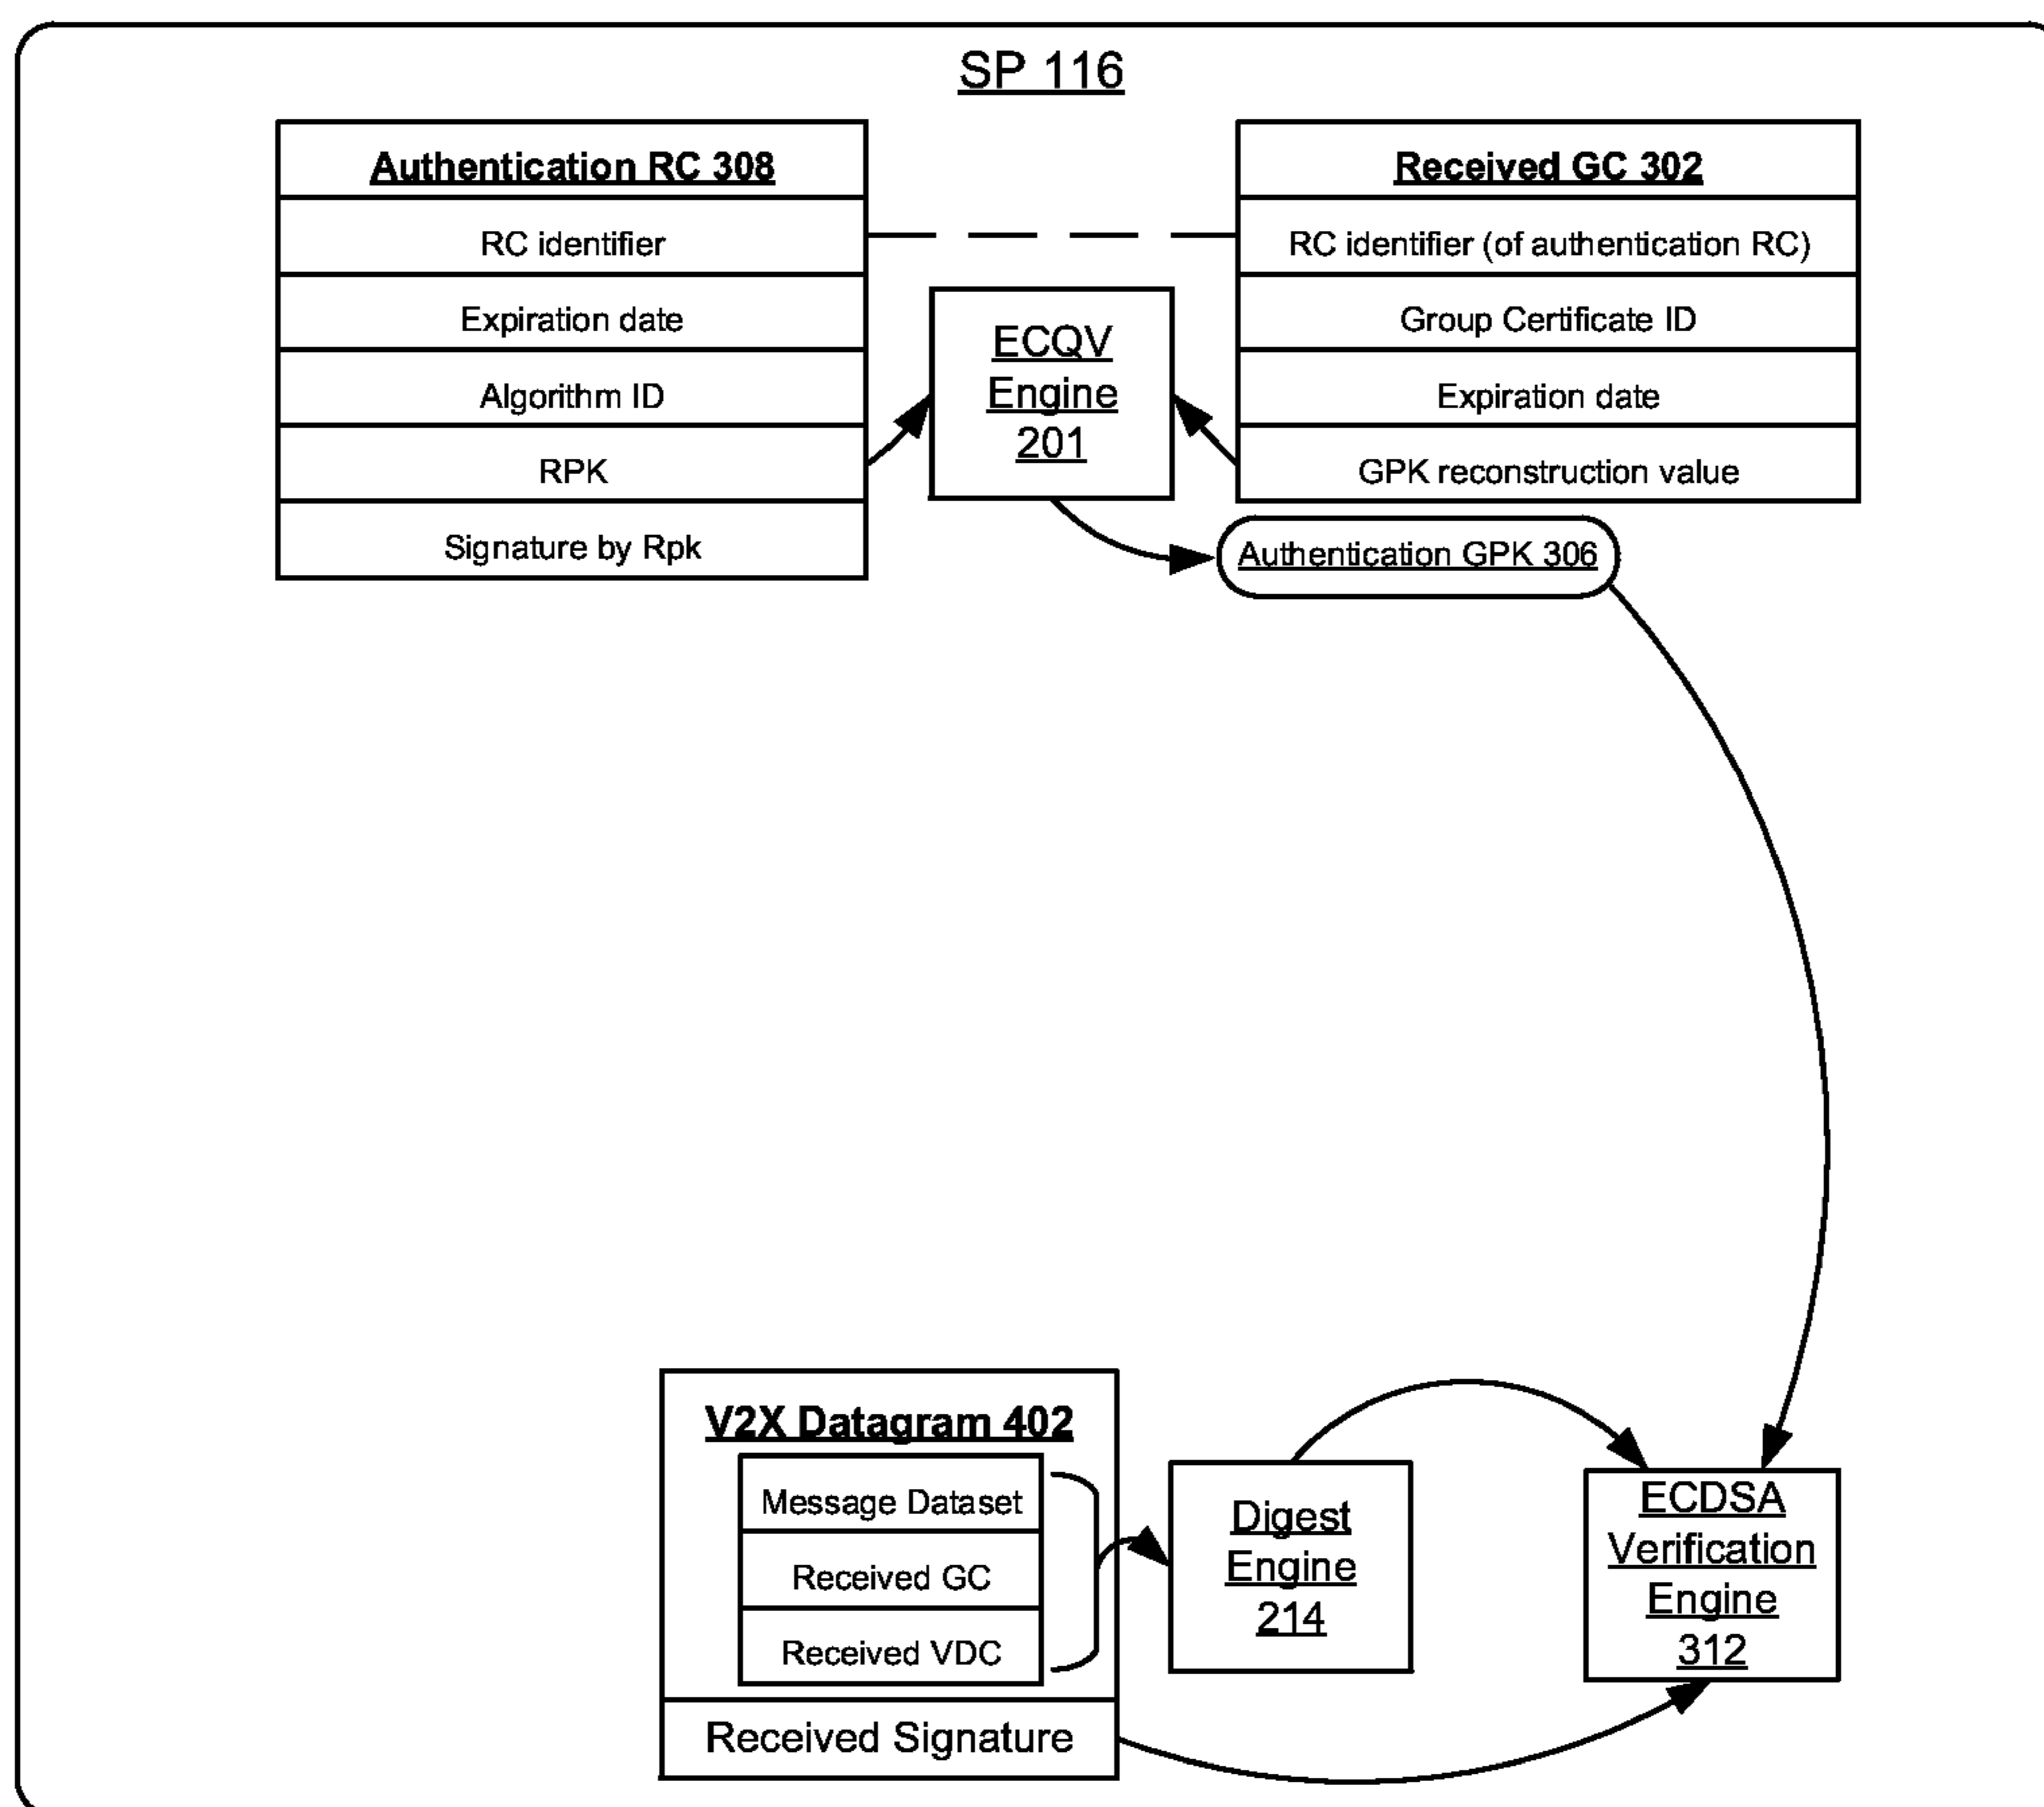 SP 116
Authentication RC 308
RC identifier
Expiration date
Algorithm ID
RPK
Signature by Rpk
Received GC 302
RC identifier (of authentication RC)
Group Certificate ID
Expiration date
GPK reconstruction value
ECQV
Engine
201
Authentication GPK 306
V2X Datagram 402
Message Dataset
Received GC
Received VDC
Received Signature
Digest
Engine
214
ECDSA
Verification
Engine
312